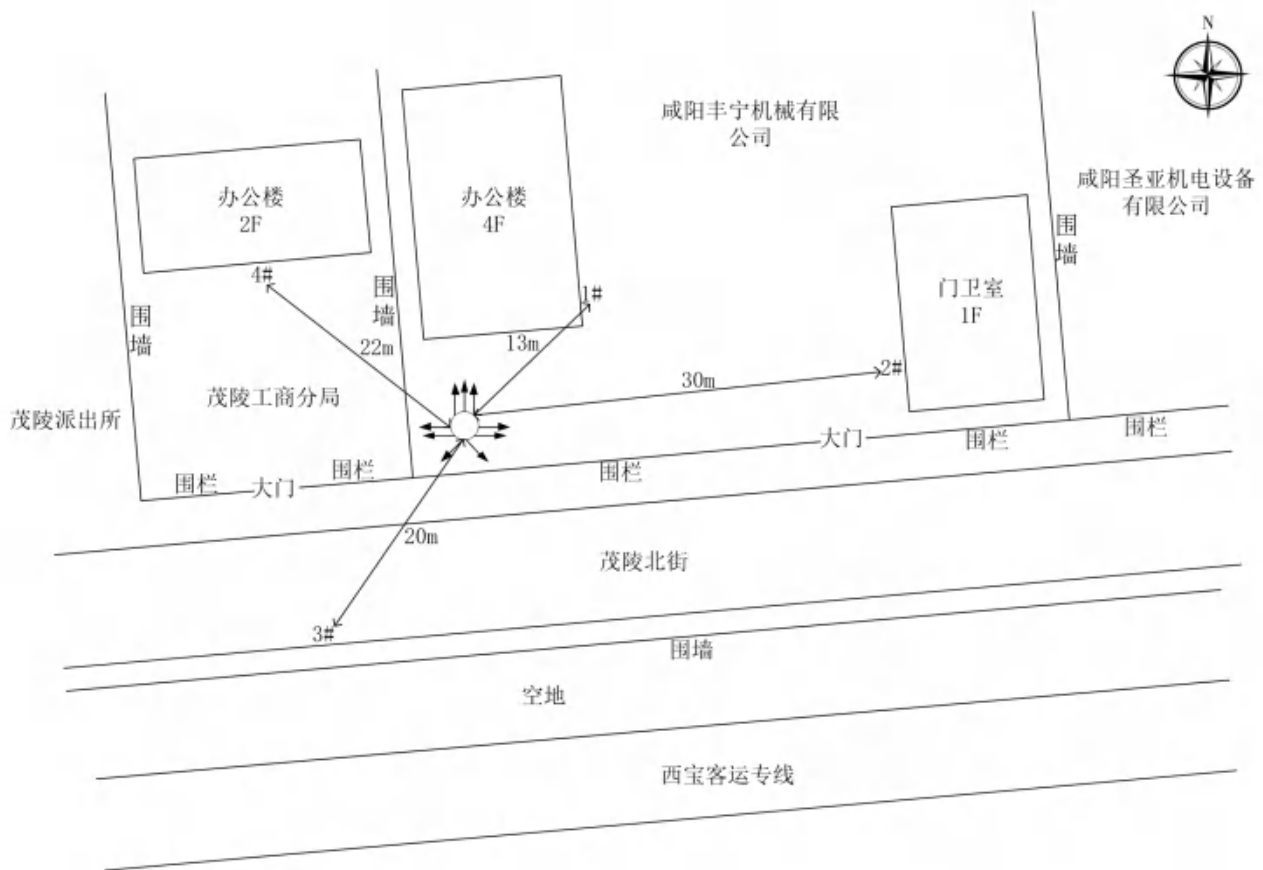 N
咸阳丰宁机械有限
公司
咸阳圣亚机电设备
有限公司
办公楼
2F
办公楼
4F
围
墙
门卫室
1F
4#
1#
围
墙
围
墙
13m
22m
2#
30m
茂陵工商分局
茂陵派出所
大门
围栏
围栏
围栏
围栏
围栏
大门
20m
茂陵北街
3#
围墙
空地
西宝客运专线